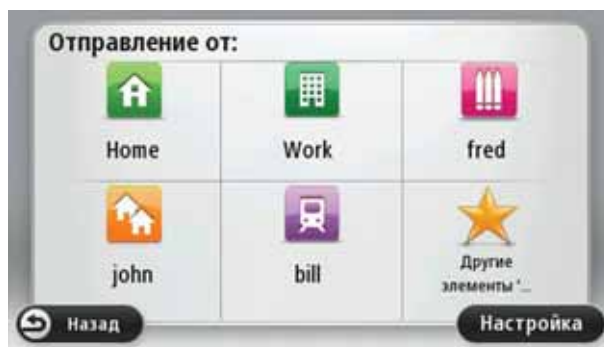 Отправление от:
Home
Work
fred
john
bill
Другие
элементы '...
Назад
Настройка